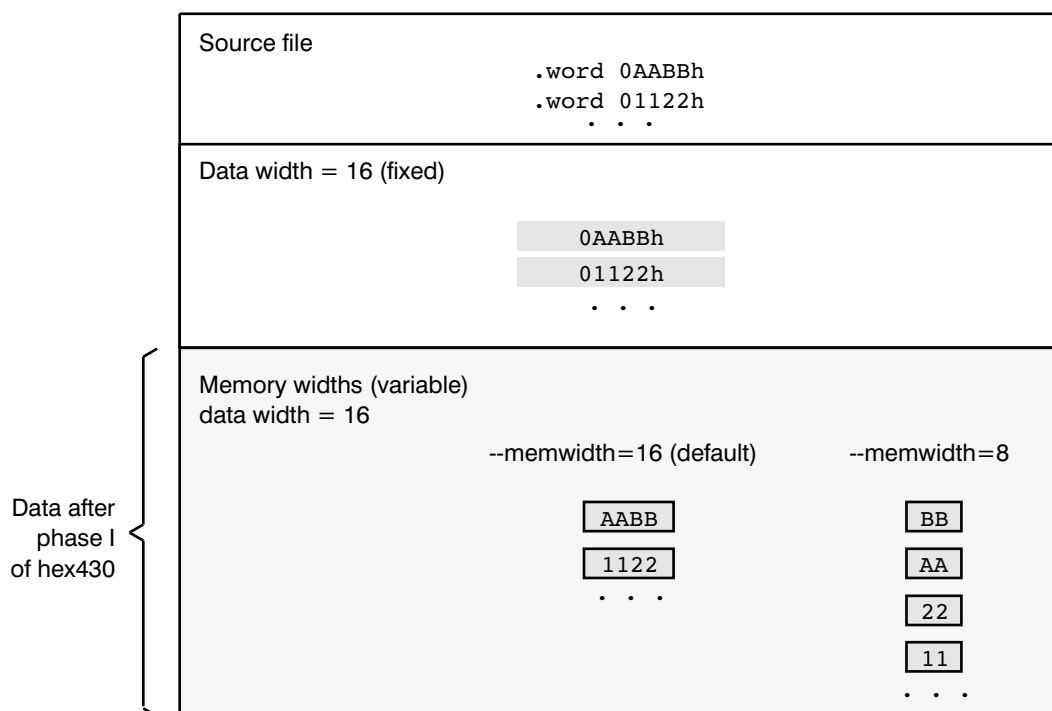 Source file
.word 0AABBh
.word 01122h
. . .
Data width = 16 (fixed)
0AABBh
01122h
. . .
Memory widths (variable)
data width = 16
--memwidth=16 (default) --memwidth=8
Data after
phase I
of hex430
AABB BB
1122 AA
. . . 22
11
. . .